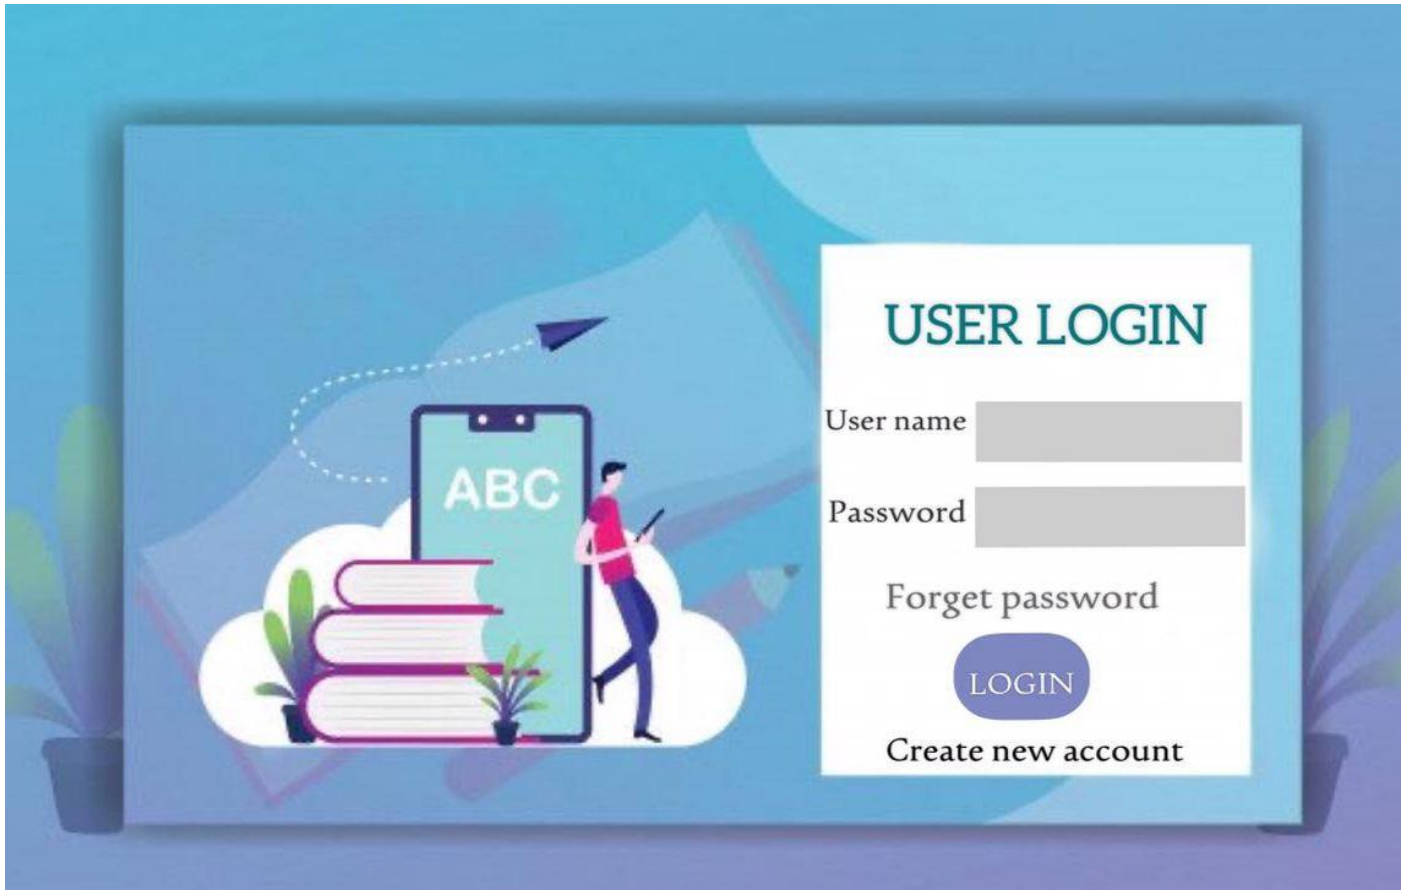 USER LOGIN
User name
ABC
Password
Forget password
LOGIN
Create new account